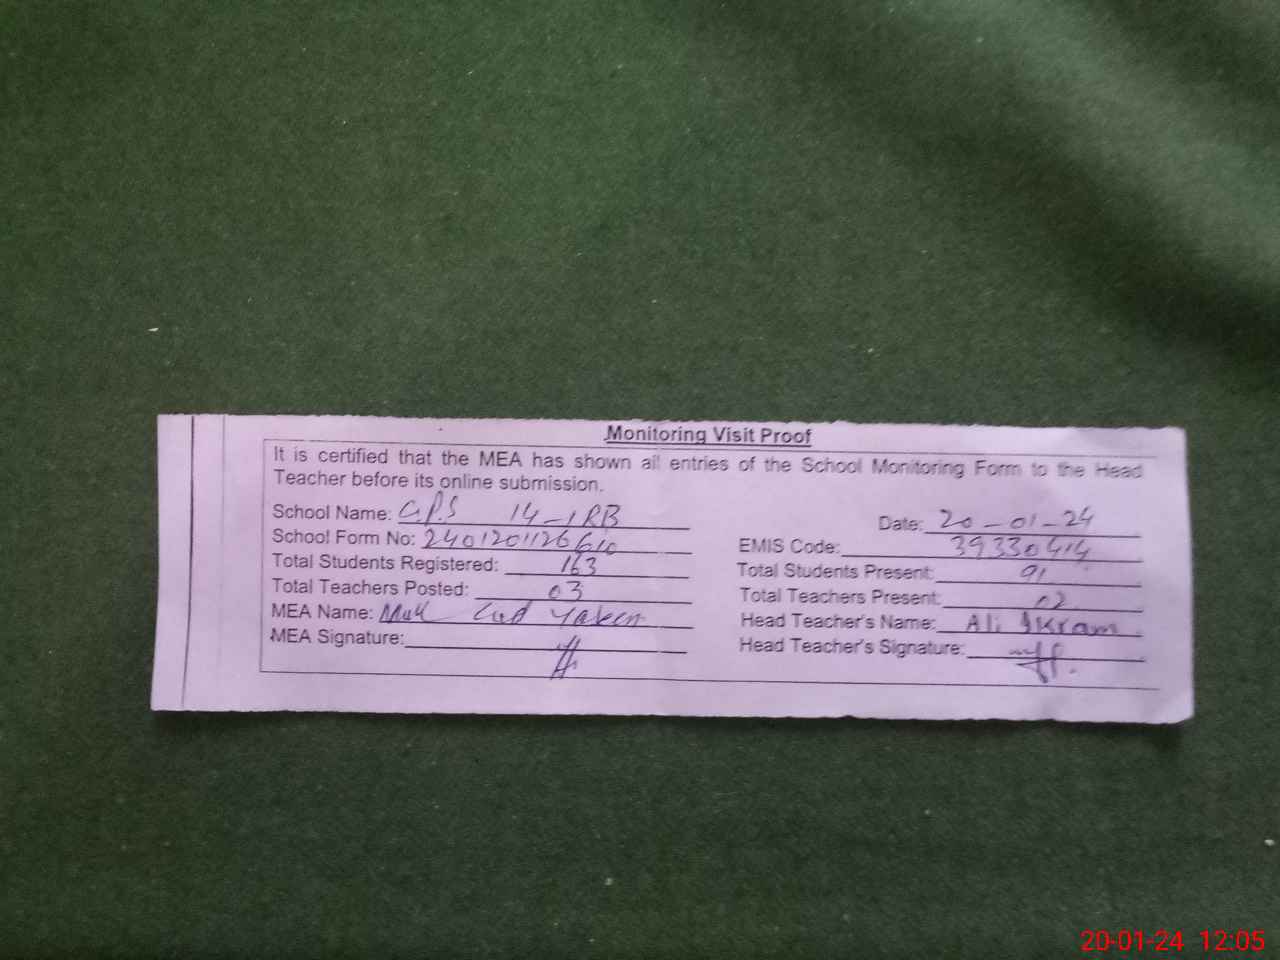 Monitoring Visit Proof
It is certified that the MEA has shown all entries of the School Monitoring Form to the Head
Teacher before its online submission.
School Name: G.P.S 14-1RB
Date: 20-01-24
School Form No: 2401201126610
EMIS Code: 39330414
Total Students Registered: 163
Total Students Present: 91
Total Teachers Posted: 03
Total Teachers Present: 02
MEA Name:
Head Teacher's Name: Ali Ikram
MEA Signature:
Head Teacher's Signature:
20-01-24 12:05